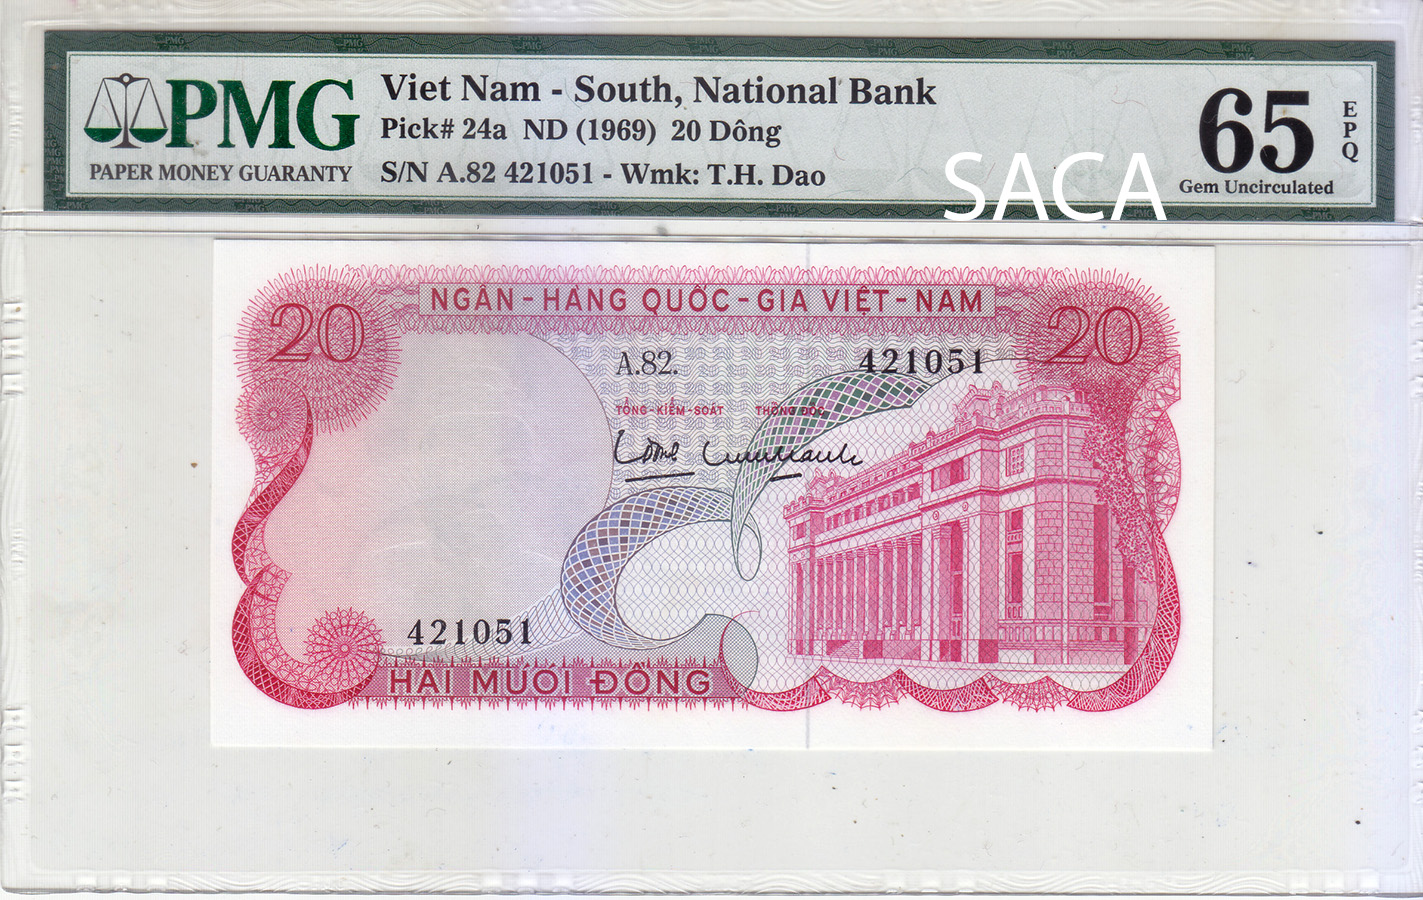 PMG
PAPER MONEY GUARANTY
Viet Nam - South, National Bank
Pick# 24a ND (1969) 20 Dông
S/N A.82 421051 - Wmk: T.H. Dao
65
EPQ
Gem Uncirculated
SACA
20
NGÂN-HÀNG QUỐC-GIA VIỆT-NAM
20
A.82.
421051
TỔNG-KIỂM-SOÁT THỐNG ĐỐC
421051
HAI MƯƠI ĐỒNG